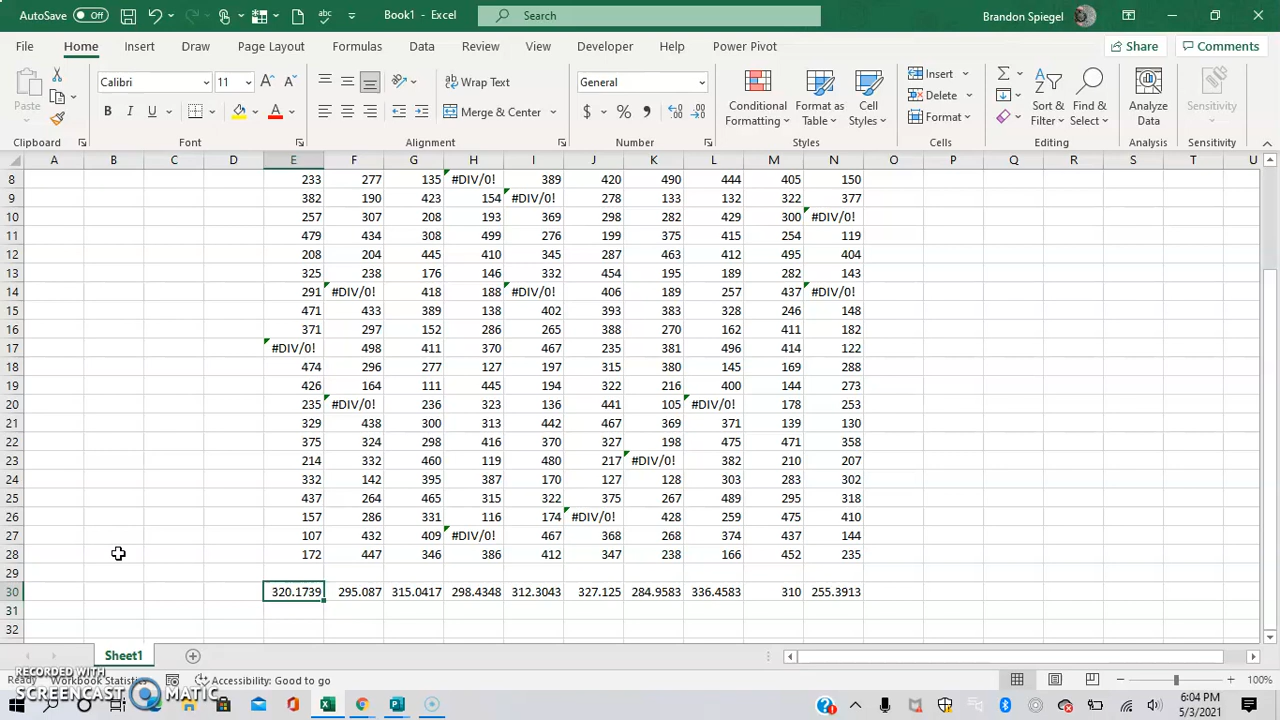 AutoSave Off Book1 - Excel Search Brandon Spiegel
File Home Insert Draw Page Layout Formulas Data Review View Developer Help Power Pivot Share Comments
Paste Calibri 11 Wrap Text General Conditional Formatting Format as Table Cell Styles Insert Sort & Filter Find & Select Analyze Data Sensitivity
B I U Merge & Center $ % Delete
Format
Clipboard Font Alignment Number Styles Cells Editing Analysis Sensitivity
A B C D E F G H I J K L M N O P Q R S T U
8 233 277 135 #DIV/0! 389 420 490 444 405 150
9 382 190 423 154 #DIV/0! 278 133 132 322 377
10 257 307 208 193 369 298 282 429 300 #DIV/0!
11 479 434 308 499 276 199 375 415 254 119
12 208 204 445 410 345 287 463 412 495 404
13 325 238 176 146 332 454 195 189 282 143
14 291 #DIV/0! 418 188 #DIV/0! 406 189 257 437 #DIV/0!
15 471 433 389 138 402 393 383 328 246 148
16 371 297 152 286 265 388 270 162 411 182
17 #DIV/0! 498 411 370 467 235 381 496 414 122
18 474 296 277 127 197 315 380 145 169 288
19 426 164 111 445 194 322 216 400 144 273
20 235 #DIV/0! 236 323 136 441 105 #DIV/0! 178 253
21 329 438 300 313 442 467 369 371 139 130
22 375 324 298 416 370 327 198 475 471 358
23 214 332 460 119 480 217 #DIV/0! 382 210 207
24 332 142 395 387 170 127 128 303 283 302
25 437 264 465 315 322 375 267 489 295 318
26 157 286 331 116 174 #DIV/0! 428 259 475 410
27 107 432 409 #DIV/0! 467 368 268 374 437 144
28 172 447 346 386 412 347 238 166 452 235
29
30 320.1739 295.087 315.0417 298.4348 312.3043 327.125 284.9583 336.4583 310 255.3913
31
32
Sheet1
RECORDED WITH
Ready Workbook Statistics Accessibility: Good to go 100%
SCREENCAST MATIC
6:04 PM
5/3/2021